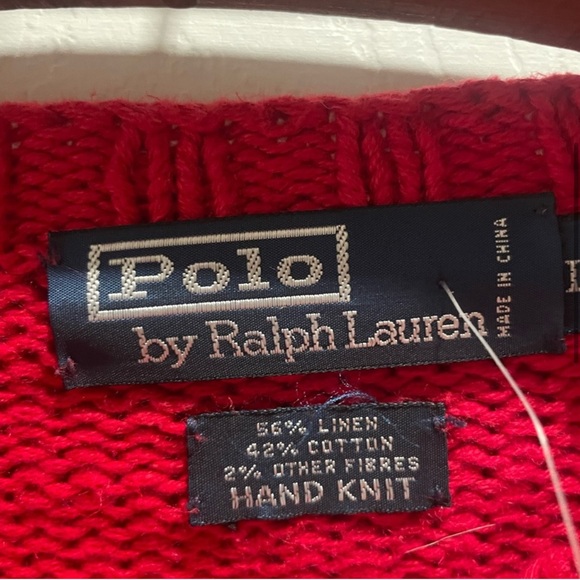 Polo
by Ralph Lauren
MADE IN CHINA
56% LINEN
42% COTTON
2% OTHER FIBRES
HAND KNIT